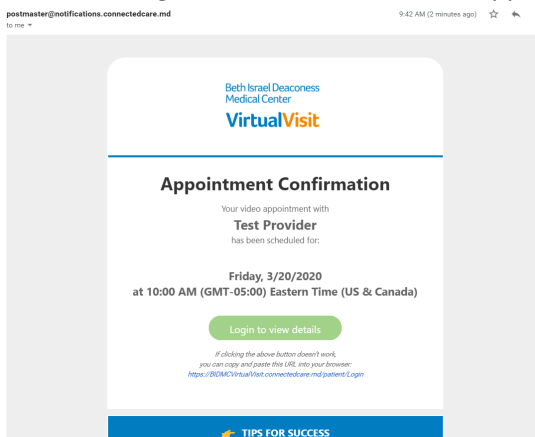 postmaster@notifications.connectedcare.md
9:42 AM (2 minutes ago)
to me
Beth Israel Deaconess
Medical Center
VirtualVisit
Appointment Confirmation
Your video appointment with
Test Provider
has been scheduled for:
Friday, 3/20/2020
at 10:00 AM (GMT-05:00) Eastern Time (US & Canada)
Login to view details
If clicking the above button doesn't work,
you can copy and paste this URL into your browser:
https://BIDMCVirtualVisit.connectedcare.md/patient/Login
TIPS FOR SUCCESS